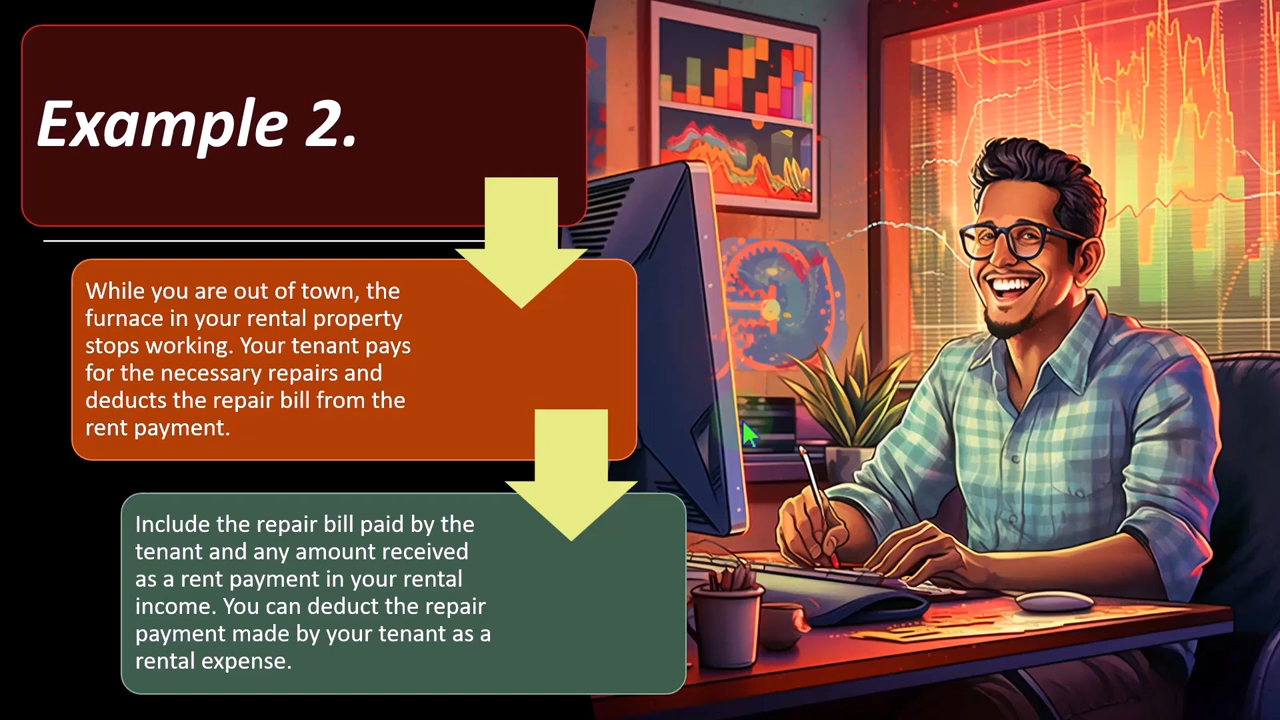 Example 2.
While you are out of town, the
furnace in your rental property
stops working. Your tenant pays
for the necessary repairs and
deducts the repair bill from the
rent payment.
Include the repair bill paid by the
tenant and any amount received
as a rent payment in your rental
income. You can deduct the repair
payment made by your tenant as a
rental expense.